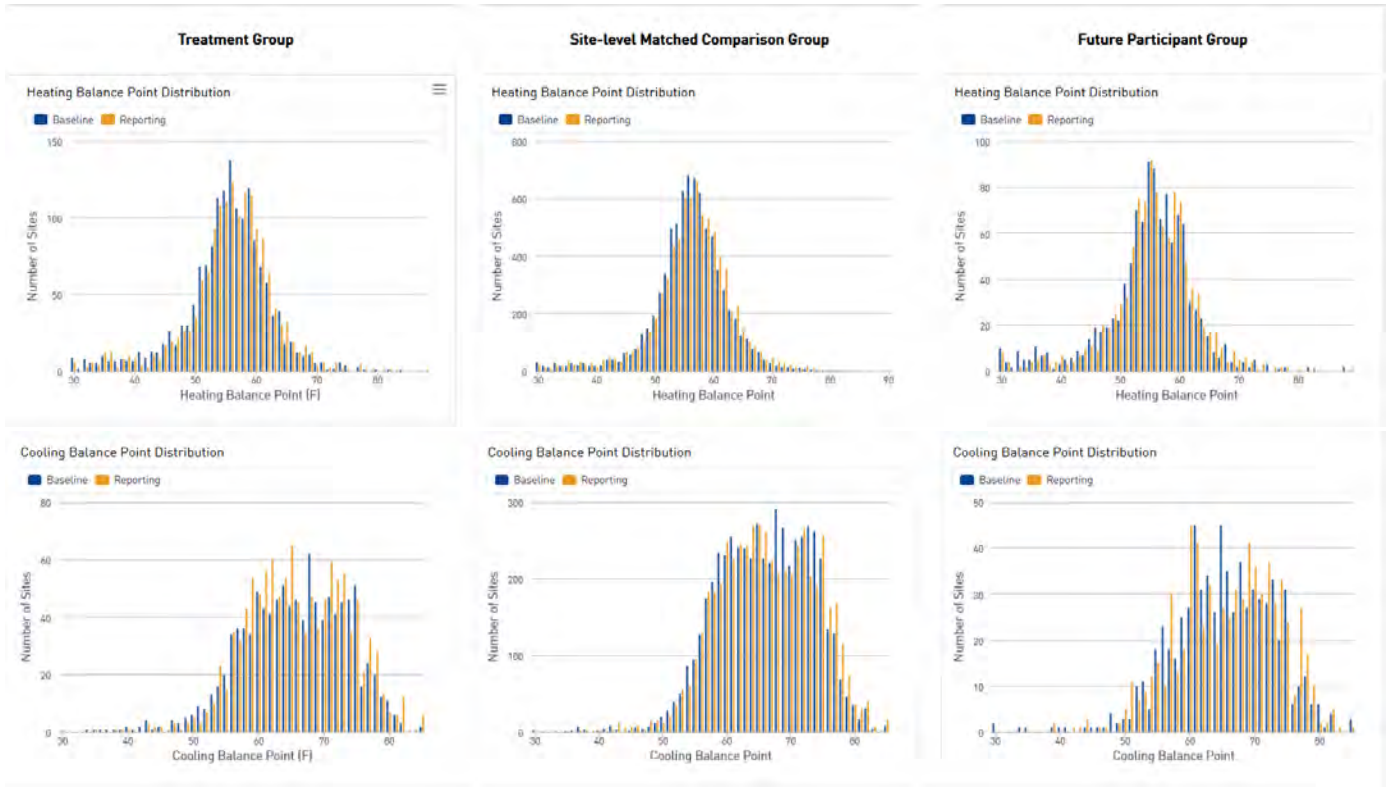 Treatment Group
Site-level Matched Comparison Group
Future Participant Group
Heating Balance Point Distribution
Baseline Reporting
150
100
50
0
Number of Sites
30 40 50 60 70 80
Heating Balance Point (F)
Heating Balance Point Distribution
Baseline Reporting
800
600
400
200
0
Number of Sites
30 40 50 60 70 80 90
Heating Balance Point
Heating Balance Point Distribution
Baseline Reporting
100
80
60
40
20
0
Number of Sites
30 40 50 60 70 80
Heating Balance Point
Cooling Balance Point Distribution
Baseline Reporting
80
60
40
20
0
Number of Sites
30 40 50 60 70 80
Cooling Balance Point (F)
Cooling Balance Point Distribution
Baseline Reporting
300
200
100
0
Number of Sites
30 40 50 60 70 80
Cooling Balance Point
Cooling Balance Point Distribution
Baseline Reporting
50
40
30
20
10
0
Number of Sites
30 40 50 60 70 80
Cooling Balance Point